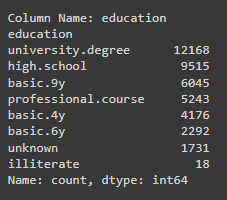 Column Name: education
education
university.degree 12168
high.school 9515
basic.9y 6045
professional.course 5243
basic.4y 4176
basic.6y 2292
unknown 1731
illiterate 18
Name: count, dtype: int64